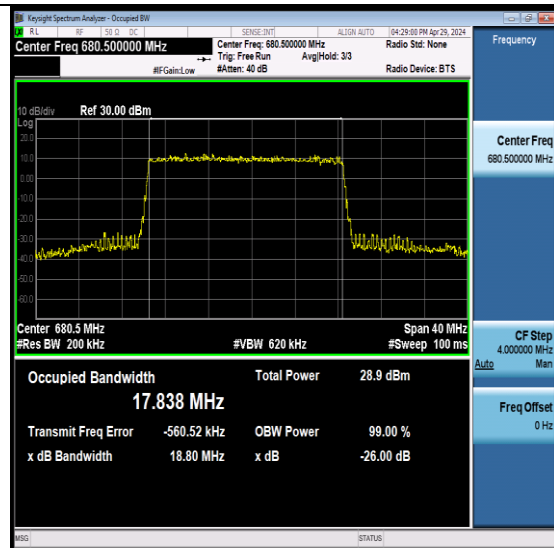 Keysight Spectrum Analyzer - Occupied BW
RL RF 50 Ω DC SENSE:INT ALIGN AUTO 04:29:00 PM Apr 29, 2024
Center Freq 680.500000 MHz
Center Freq: 680.500000 MHz
Radio Std: None
Trig: Free Run Avg|Hold: 3/3
#IFGain:Low #Atten: 40 dB Radio Device: BTS
Frequency
10 dB/div Ref 30.00 dBm
Log
20.0
10.0
0.00
-10.0
-20.0
-30.0
-40.0
-50.0
-60.0
Center Freq
680.500000 MHz
Center 680.5 MHz Span 40 MHz
#Res BW 200 kHz #VBW 620 kHz #Sweep 100 ms
CF Step
4.000000 MHz
Auto Man
Occupied Bandwidth Total Power 28.9 dBm
17.838 MHz
Transmit Freq Error -560.52 kHz OBW Power 99.00 %
x dB Bandwidth 18.80 MHz x dB -26.00 dB
Freq Offset
0 Hz
MSG STATUS